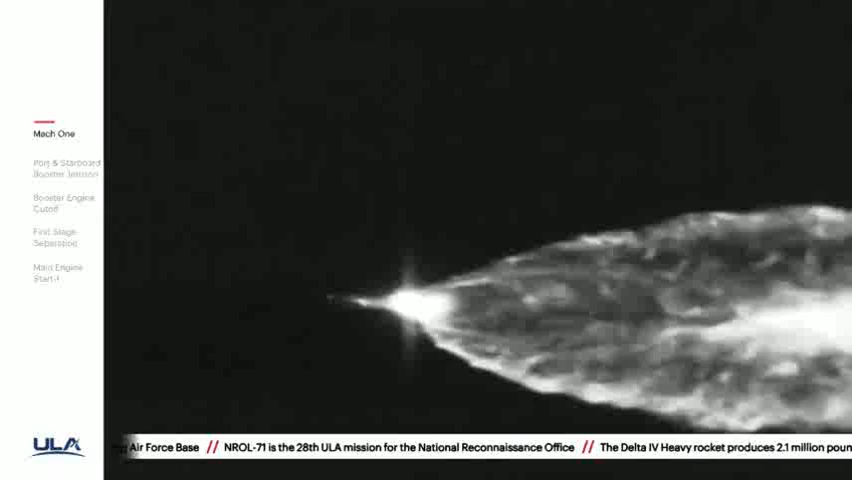 Mach One
Port & Starboard
Booster Jettison
Booster Engine
Cutoff
First Stage
Separation
Main Engine
Start-1
ULA
Air Force Base // NROL-71 is the 28th ULA mission for the National Reconnaissance Office // The Delta IV Heavy rocket produces 2.1 million poun